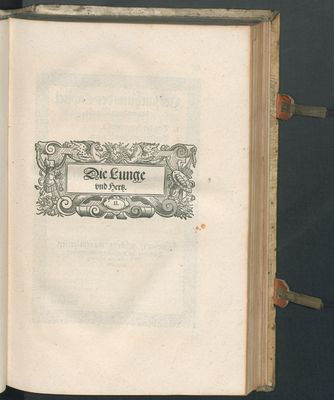 Die Lunge
vnd Hertz.
II.